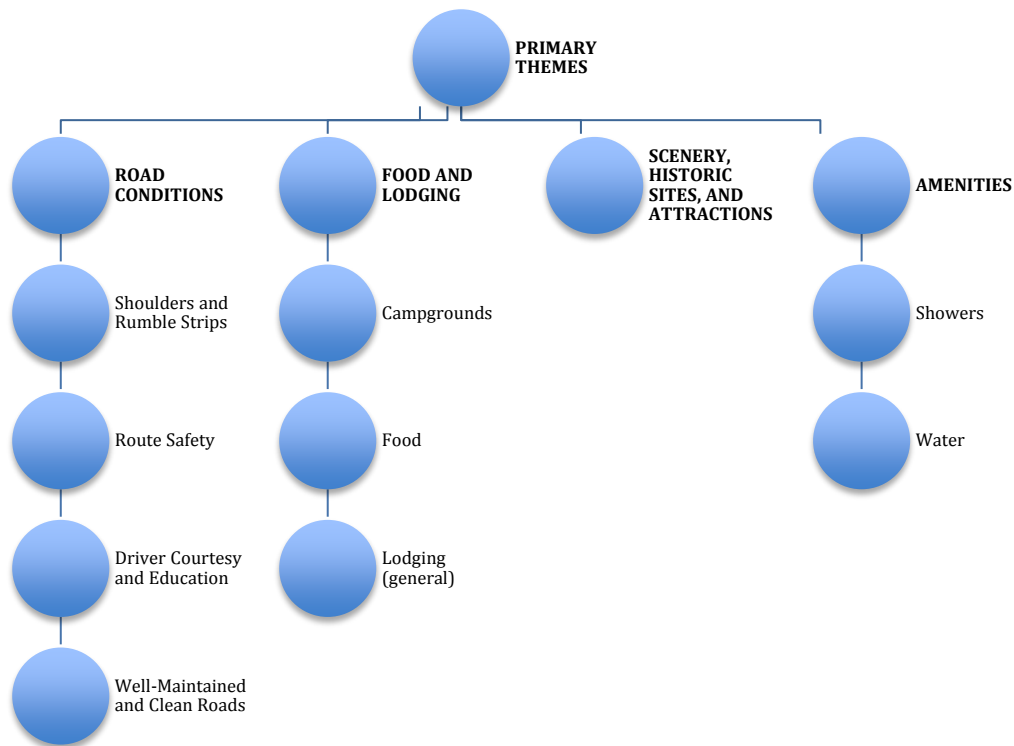 PRIMARY
THEMES
ROAD
CONDITIONS
FOOD AND
LODGING
SCENERY,
HISTORIC
SITES, AND
ATTRACTIONS
AMENITIES
Shoulders and
Rumble Strips
Campgrounds
Showers
Route Safety
Food
Water
Driver Courtesy
and Education
Lodging
(general)
Well-Maintained
and Clean Roads